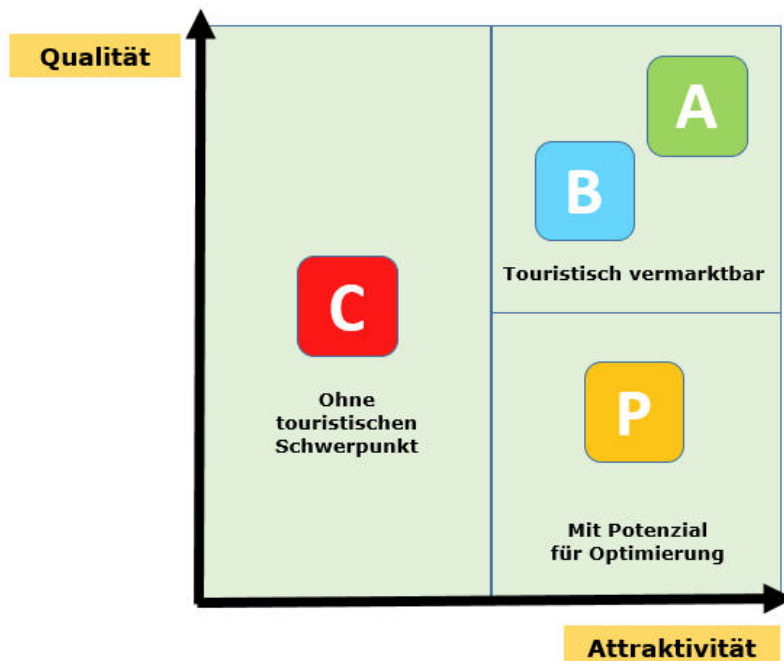 Qualität
A
B
Touristisch vermarktbar
C
Ohne
touristischen
Schwerpunkt
P
Mit Potenzial
für Optimierung
Attraktivität